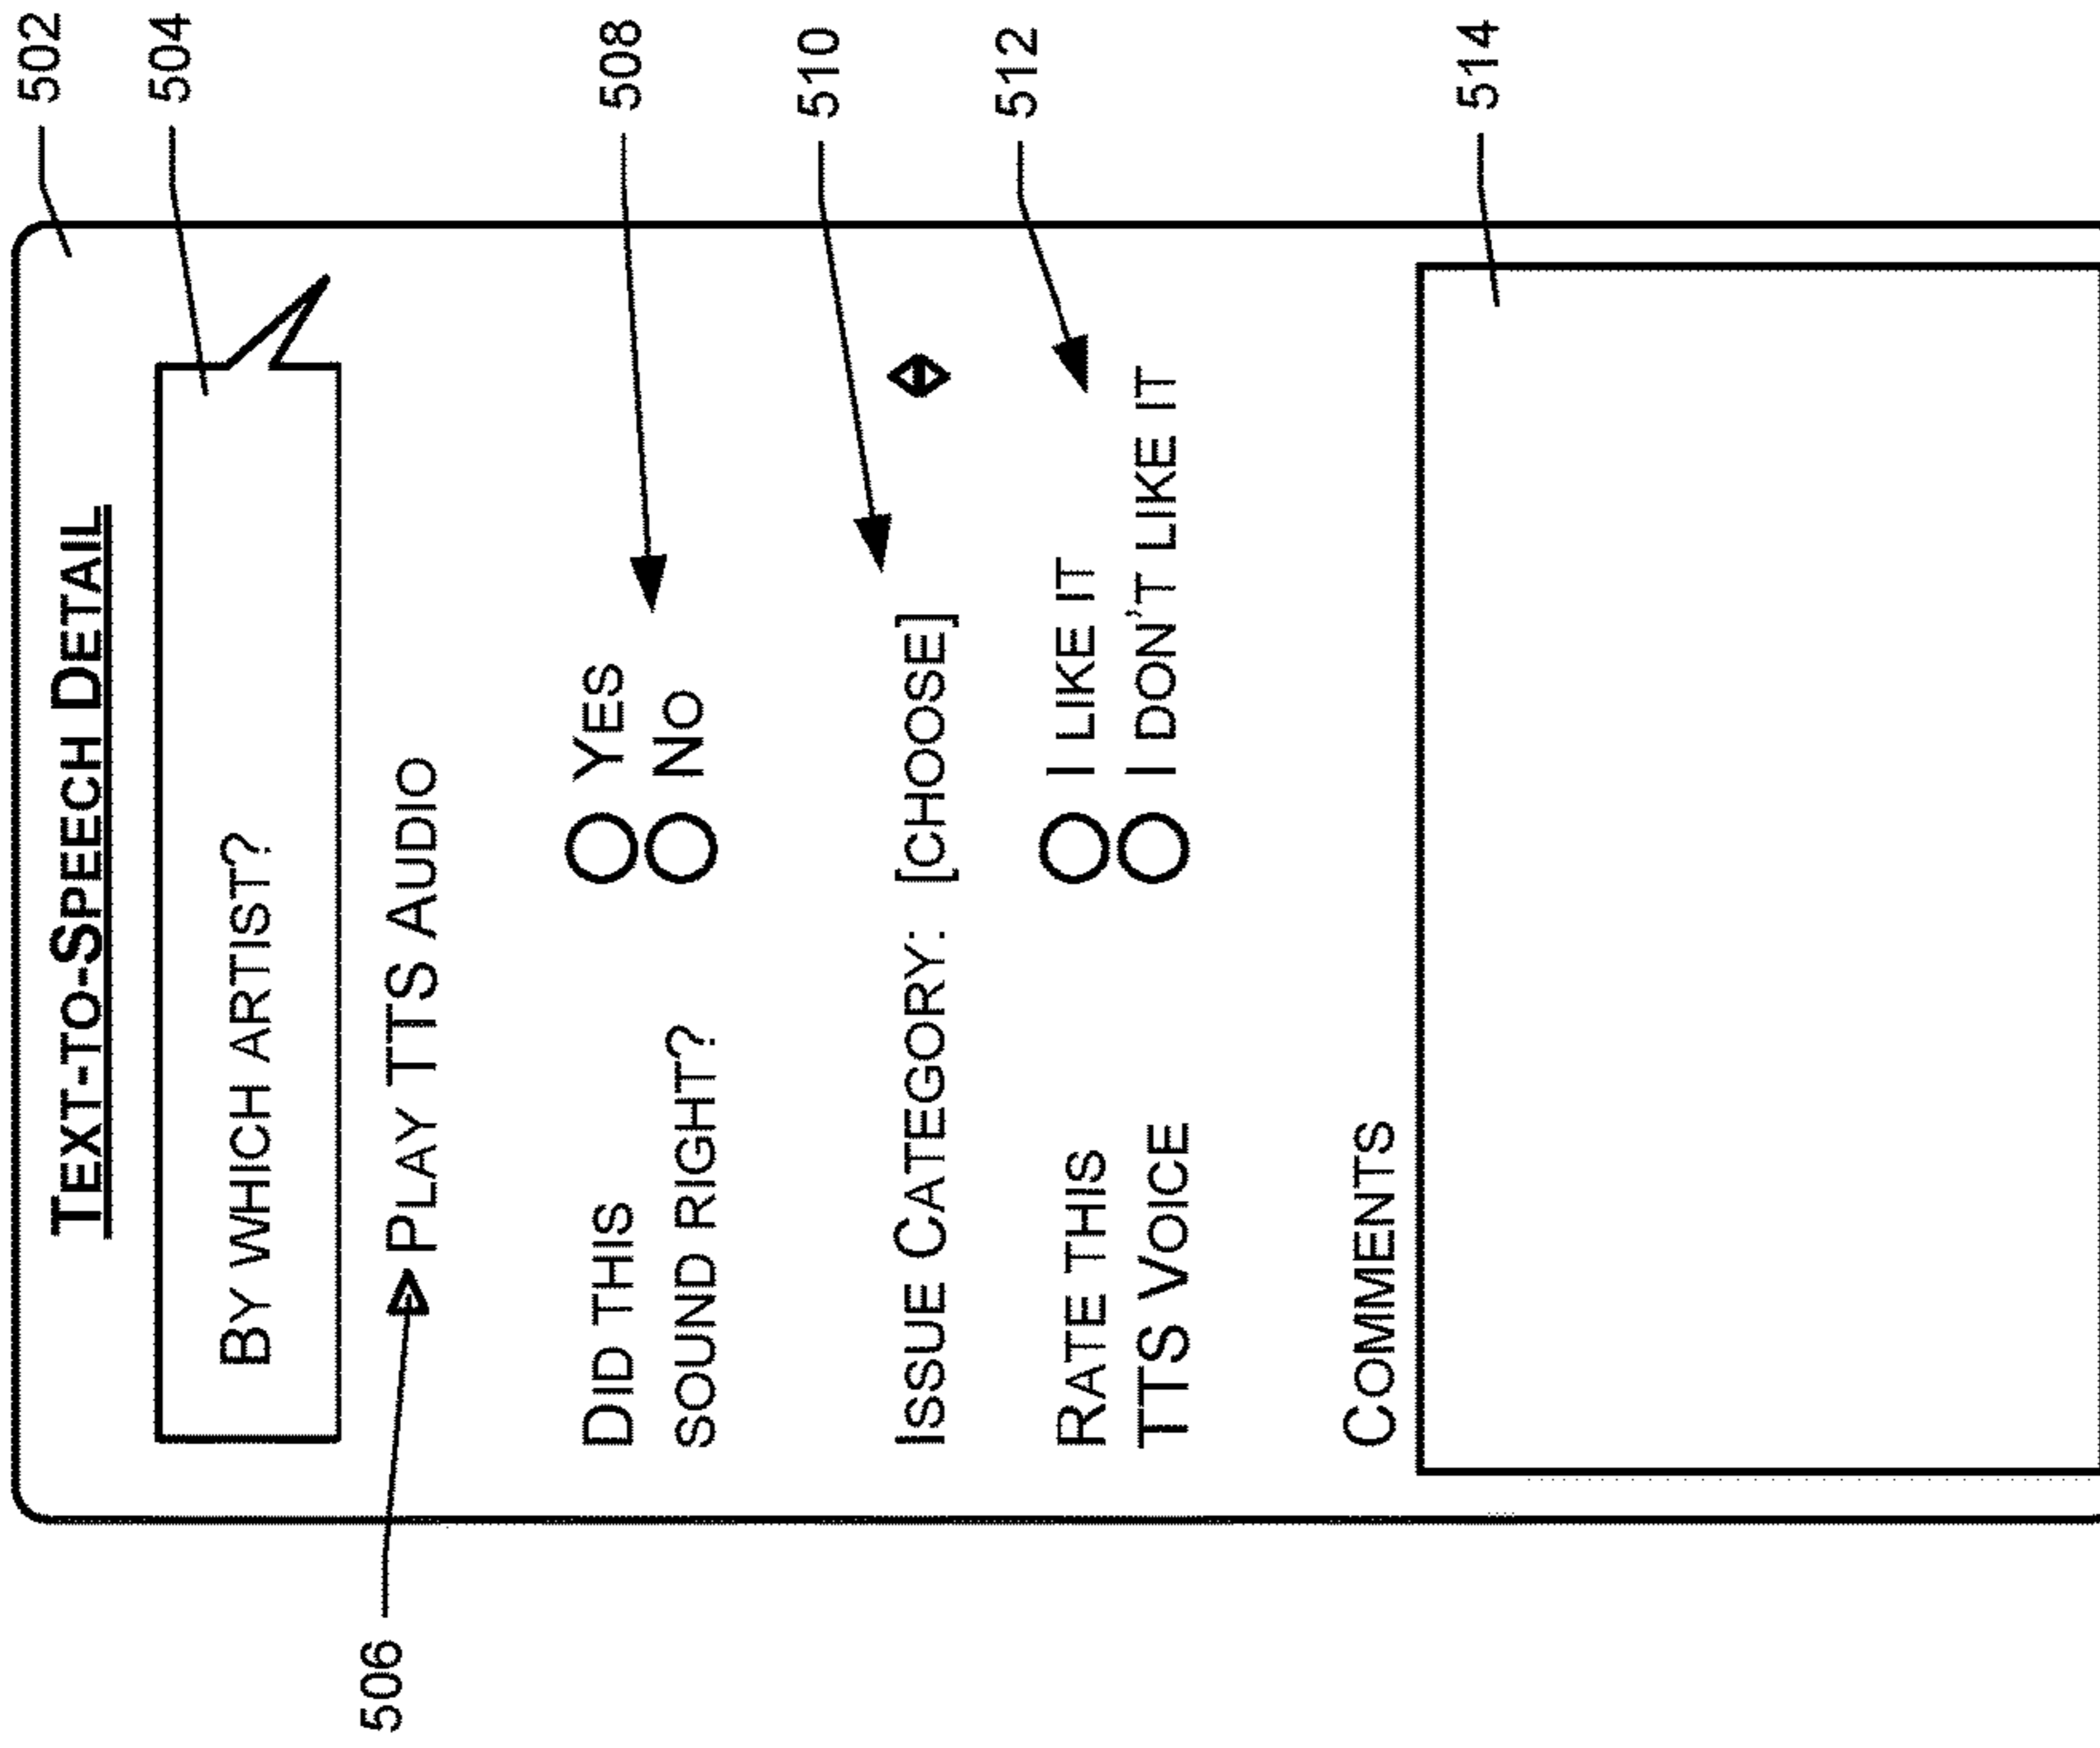 502
TEXT-TO-SPEECH DETAIL
504
BY WHICH ARTIST?
506
PLAY TTS AUDIO
508
DID THIS
SOUND RIGHT?
YES
NO
510
ISSUE CATEGORY: [CHOOSE]
512
RATE THIS
TTS VOICE
I LIKE IT
I DON'T LIKE IT
COMMENTS
514